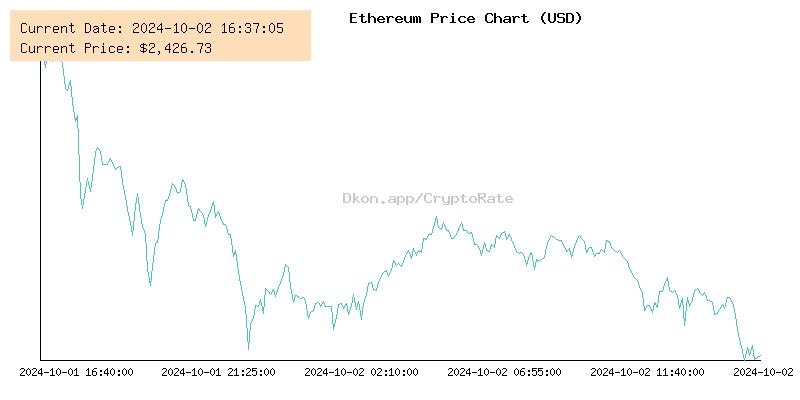 Ethereum Price Chart (USD)
Current Date: 2024-10-02 16:37:05
Current Price: $2,426.73
Dkon.app/CryptoRate
2024-10-01 16:40:00 2024-10-01 21:25:00 2024-10-02 02:10:00 2024-10-02 06:55:00 2024-10-02 11:40:00 2024-10-02